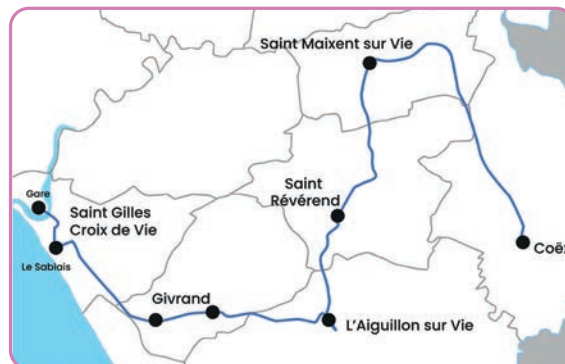 Saint Maixent sur Vie
Saint
Révérend
Gare
Saint Gilles
Croix de Vie
Coëx
Le Sablais
Givrand
L'Aiguillon sur Vie